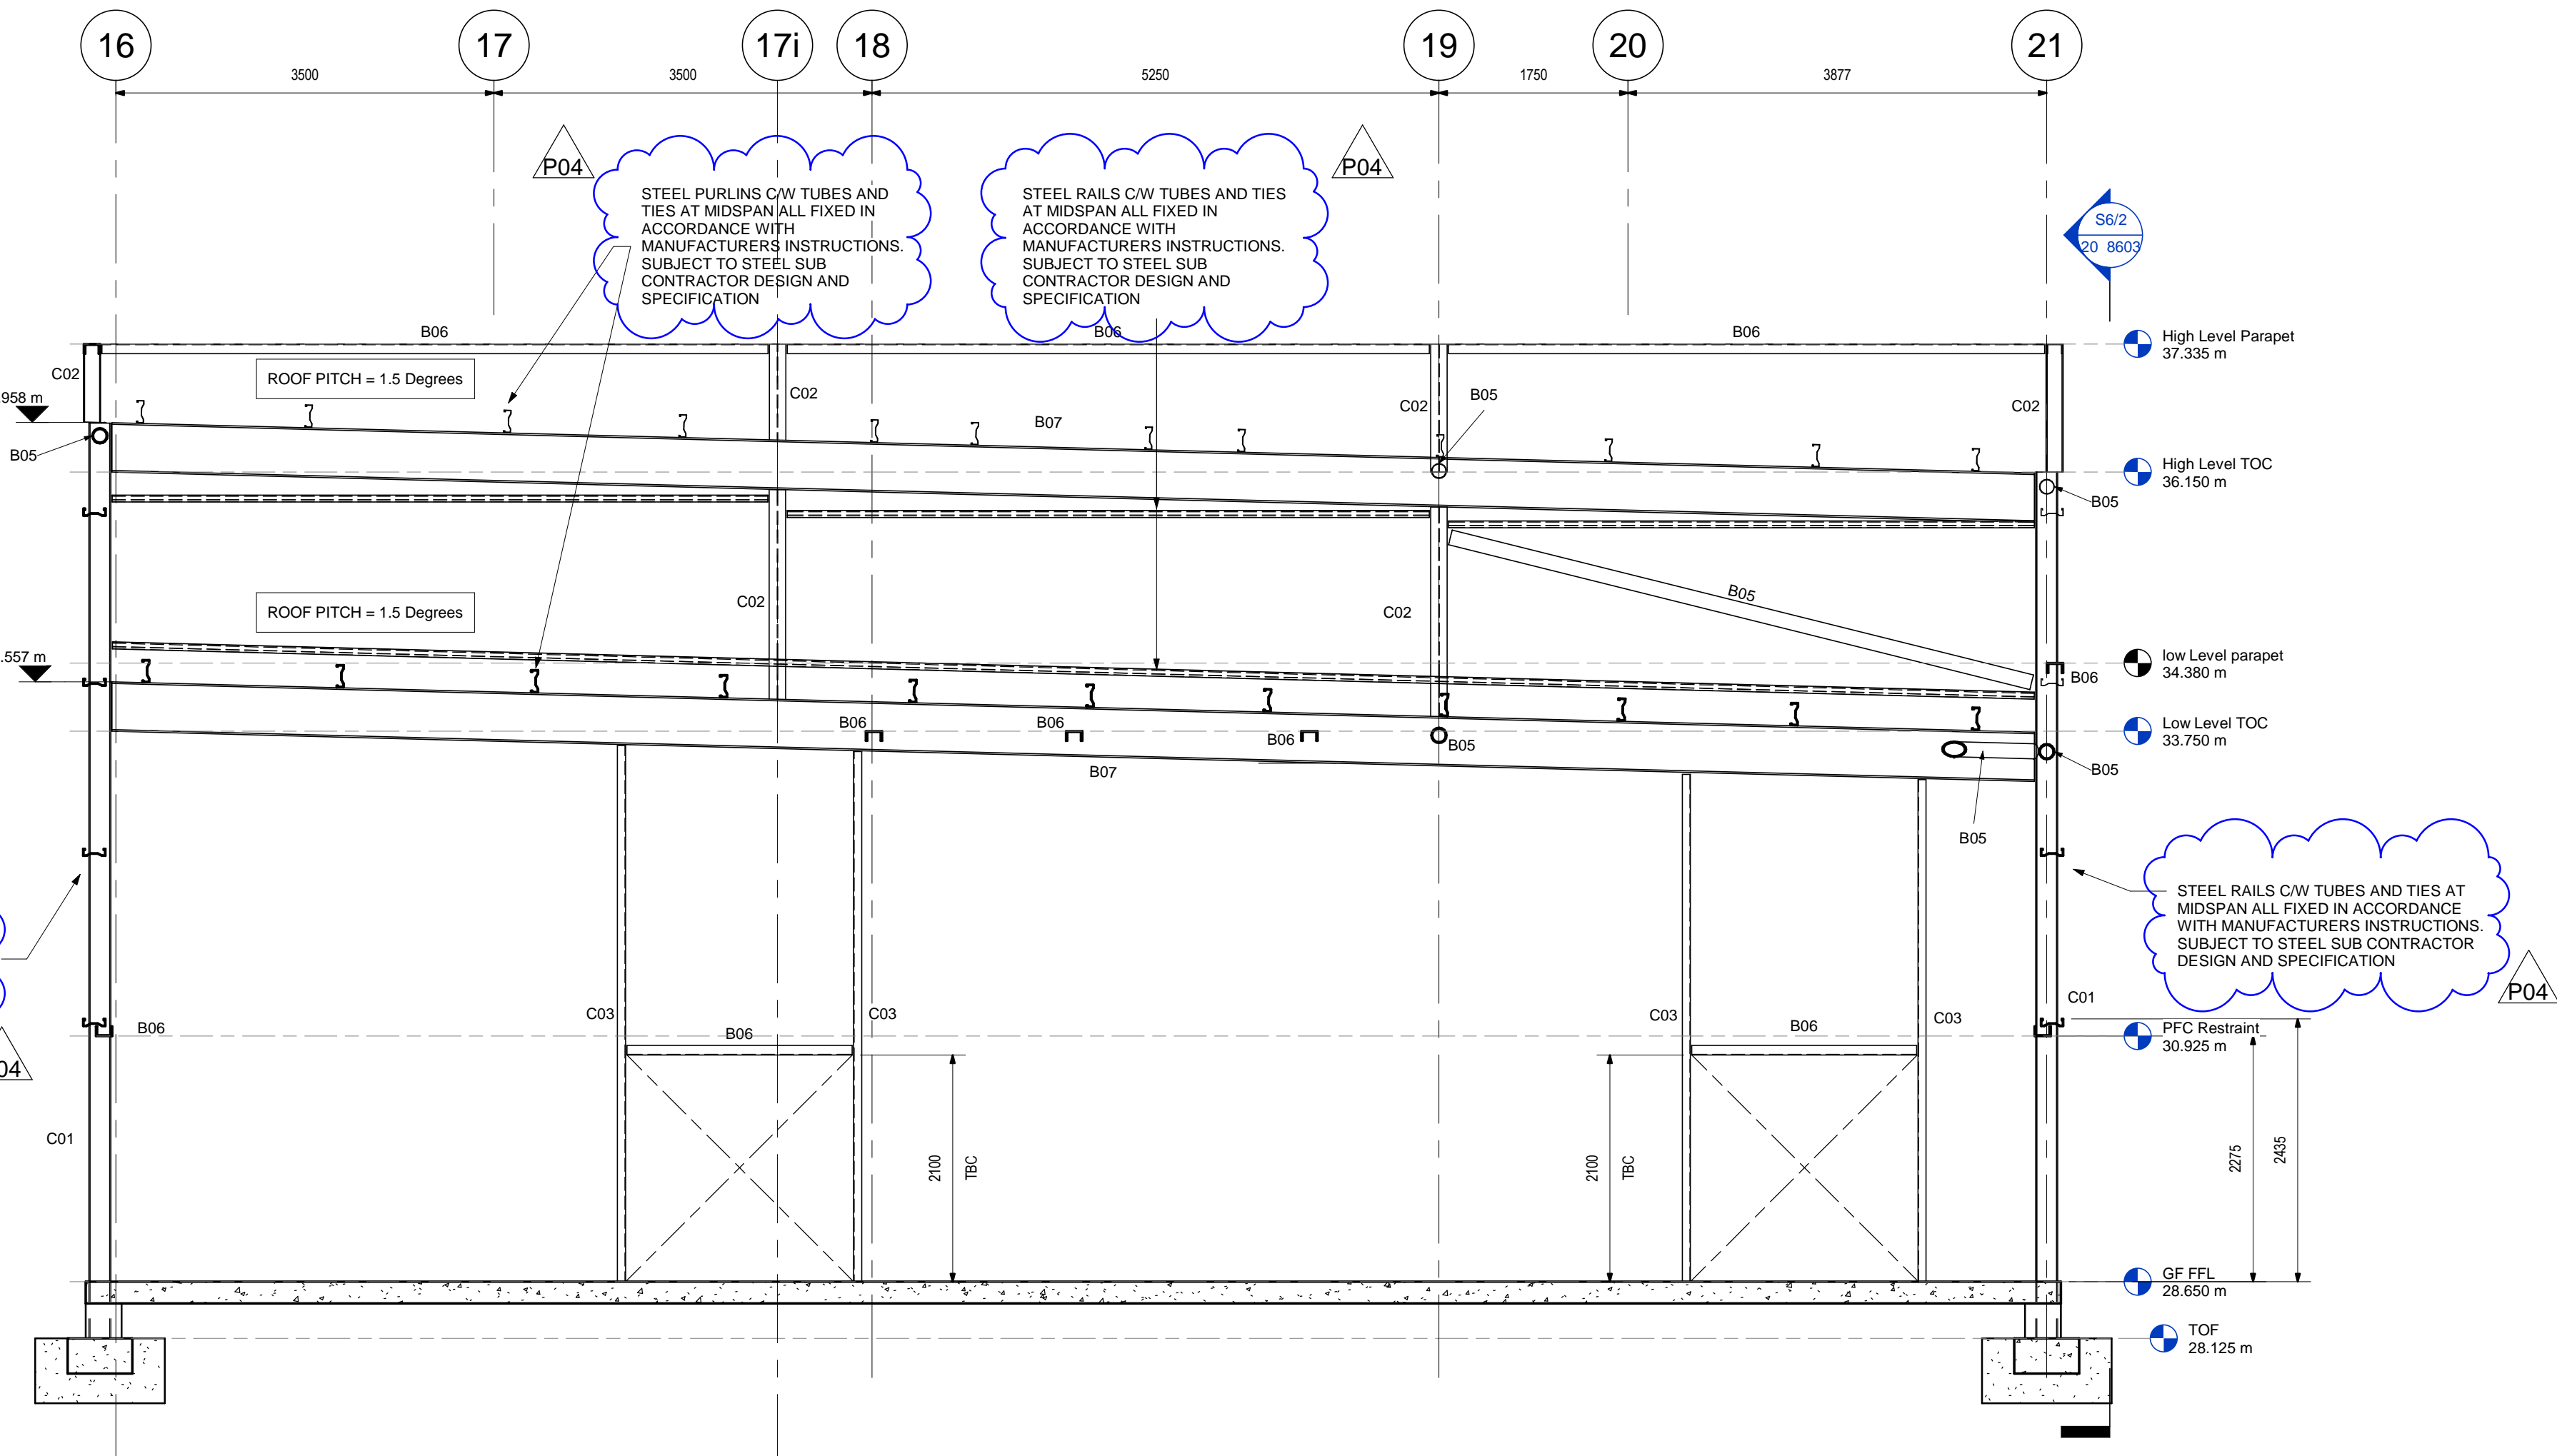 16
17
17i
18
19
20
21
3500
3500
5250
1750
3877
P04
P04
STEEL PURLINS C/W TUBES AND
TIES AT MIDSPAN ALL FIXED IN
ACCORDANCE WITH
MANUFACTURERS INSTRUCTIONS.
SUBJECT TO STEEL SUB
CONTRACTOR DESIGN AND
SPECIFICATION
STEEL RAILS C/W TUBES AND TIES
AT MIDSPAN ALL FIXED IN
ACCORDANCE WITH
MANUFACTURERS INSTRUCTIONS.
SUBJECT TO STEEL SUB
CONTRACTOR DESIGN AND
SPECIFICATION
S6/2
20 8603
B06
B06
B06
High Level Parapet
37.335 m
C02
ROOF PITCH = 1.5 Degrees
C02
C02
B05
C02
958 m
B07
B05
High Level TOC
36.150 m
B05
ROOF PITCH = 1.5 Degrees
C02
C02
B05
.557 m
low Level parapet
34.380 m
B06
B06
B06
B06
B05
Low Level TOC
33.750 m
B07
B05
B05
STEEL RAILS C/W TUBES AND TIES AT
MIDSPAN ALL FIXED IN ACCORDANCE
WITH MANUFACTURERS INSTRUCTIONS.
SUBJECT TO STEEL SUB CONTRACTOR
DESIGN AND SPECIFICATION
P04
C01
B06
C03
B06
C03
C03
B06
C03
PFC Restraint
30.925 m
04
C01
2100
TBC
2100
TBC
2275
2435
GF FFL
28.650 m
TOF
28.125 m